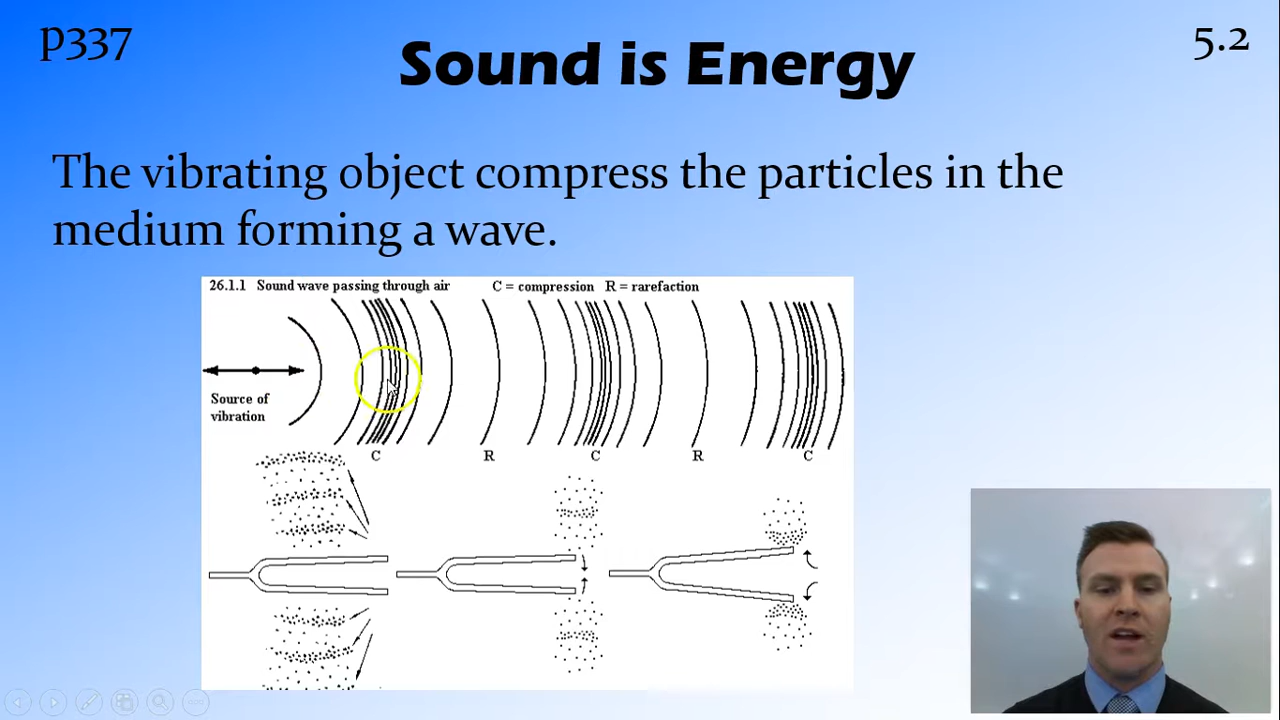 p337
Sound is Energy
5.2
The vibrating object compress the particles in the
medium forming a wave.
26.1.1 Sound wave passing through air C = compression R = rarefaction
Source of
vibration
C R C R C